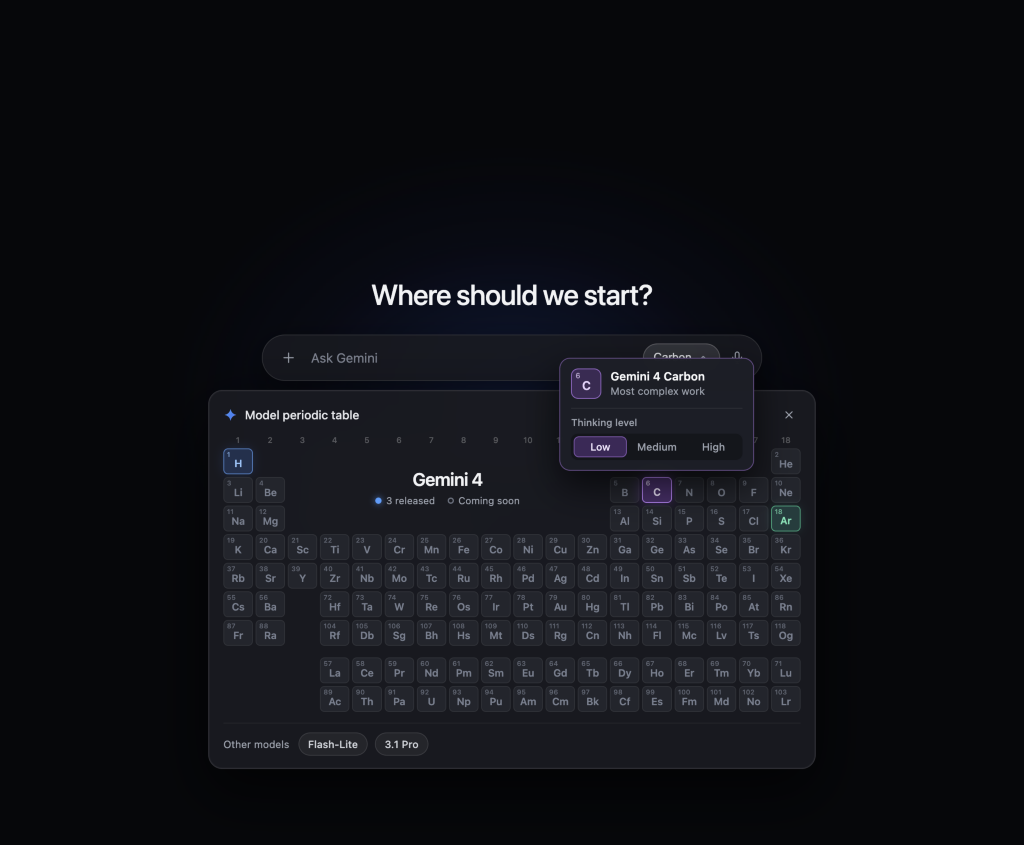 Where should we start?
Ask Gemini
Carbon
6
C
Gemini 4 Carbon
Most complex work
Thinking level
Low Medium High
Model periodic table
1 2 3 4 5 6 7 8 9 10 18
1 H 2 He
Gemini 4
3 released Coming soon
3 Li 4 Be 5 B 6 C 7 N 8 O 9 F 10 Ne
11 Na 12 Mg 13 Al 14 Si 15 P 16 S 17 Cl 18 Ar
19 K 20 Ca 21 Sc 22 Ti 23 V 24 Cr 25 Mn 26 Fe 27 Co 28 Ni 29 Cu 30 Zn 31 Ga 32 Ge 33 As 34 Se 35 Br 36 Kr
37 Rb 38 Sr 39 Y 40 Zr 41 Nb 42 Mo 43 Tc 44 Ru 45 Rh 46 Pd 47 Ag 48 Cd 49 In 50 Sn 51 Sb 52 Te 53 I 54 Xe
55 Cs 56 Ba 72 Hf 73 Ta 74 W 75 Re 76 Os 77 Ir 78 Pt 79 Au 80 Hg 81 Tl 82 Pb 83 Bi 84 Po 85 At 86 Rn
87 Fr 88 Ra 104 Rf 105 Db 106 Sg 107 Bh 108 Hs 109 Mt 110 Ds 111 Rg 112 Cn 113 Nh 114 Fl 115 Mc 116 Lv 117 Ts 118 Og
57 La 58 Ce 59 Pr 60 Nd 61 Pm 62 Sm 63 Eu 64 Gd 65 Tb 66 Dy 67 Ho 68 Er 69 Tm 70 Yb 71 Lu
89 Ac 90 Th 91 Pa 92 U 93 Np 94 Pu 95 Am 96 Cm 97 Bk 98 Cf 99 Es 100 Fm 101 Md 102 No 103 Lr
Other models Flash-Lite 3.1 Pro